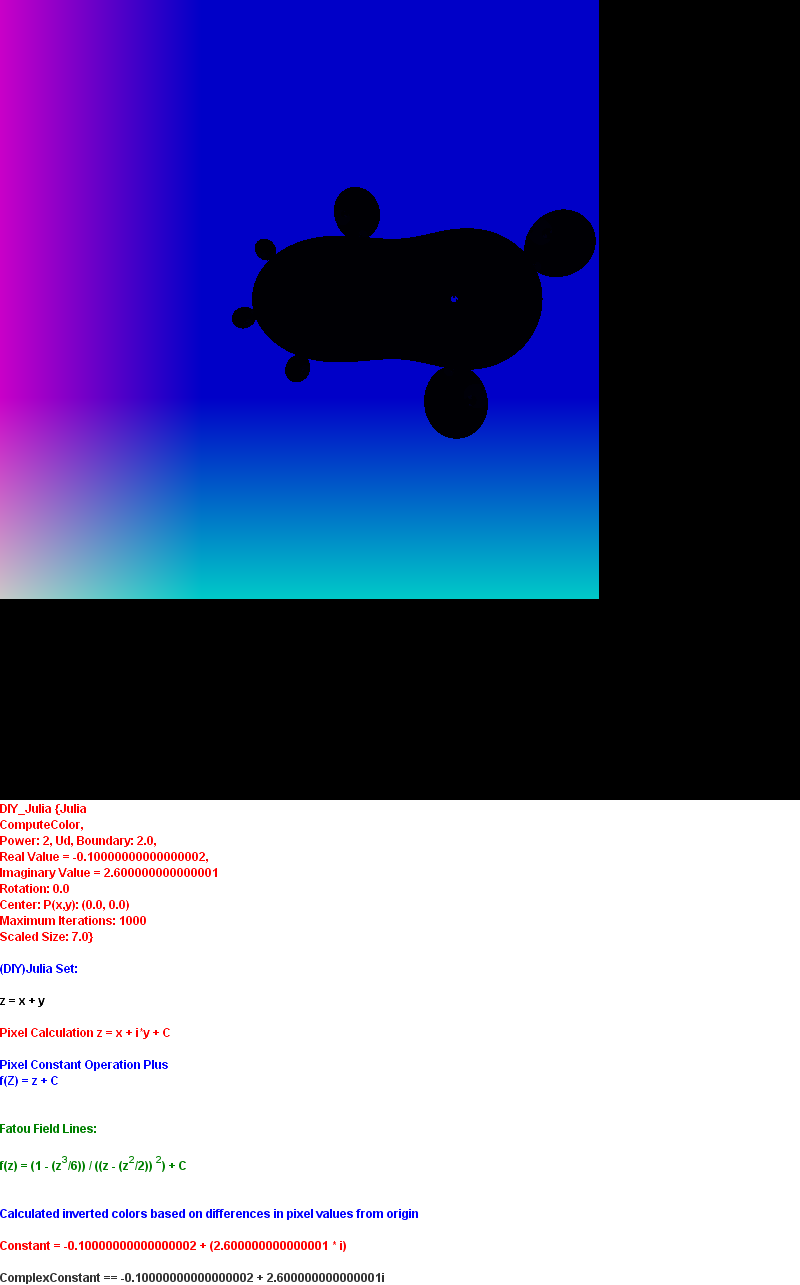 DIY_Julia {Julia
ComputeColor,
Power: 2, Ud, Boundary: 2.0,
Real Value = -0.10000000000000002,
Imaginary Value = 2.600000000000001
Rotation: 0.0
Center: P(x,y): (0.0, 0.0)
Maximum Iterations: 1000
Scaled Size: 7.0}
(DIY)Julia Set:
z = x + y
Pixel Calculation z = x + i*y + C
Pixel Constant Operation Plus
f(Z) = z + C
Fatou Field Lines:
f(z) = (1 - (z³/6)) / ((z - (z²/2)) ²) + C
Calculated inverted colors based on differences in pixel values from origin
Constant = -0.10000000000000002 + (2.600000000000001 * i)
ComplexConstant == -0.10000000000000002 + 2.600000000000001i